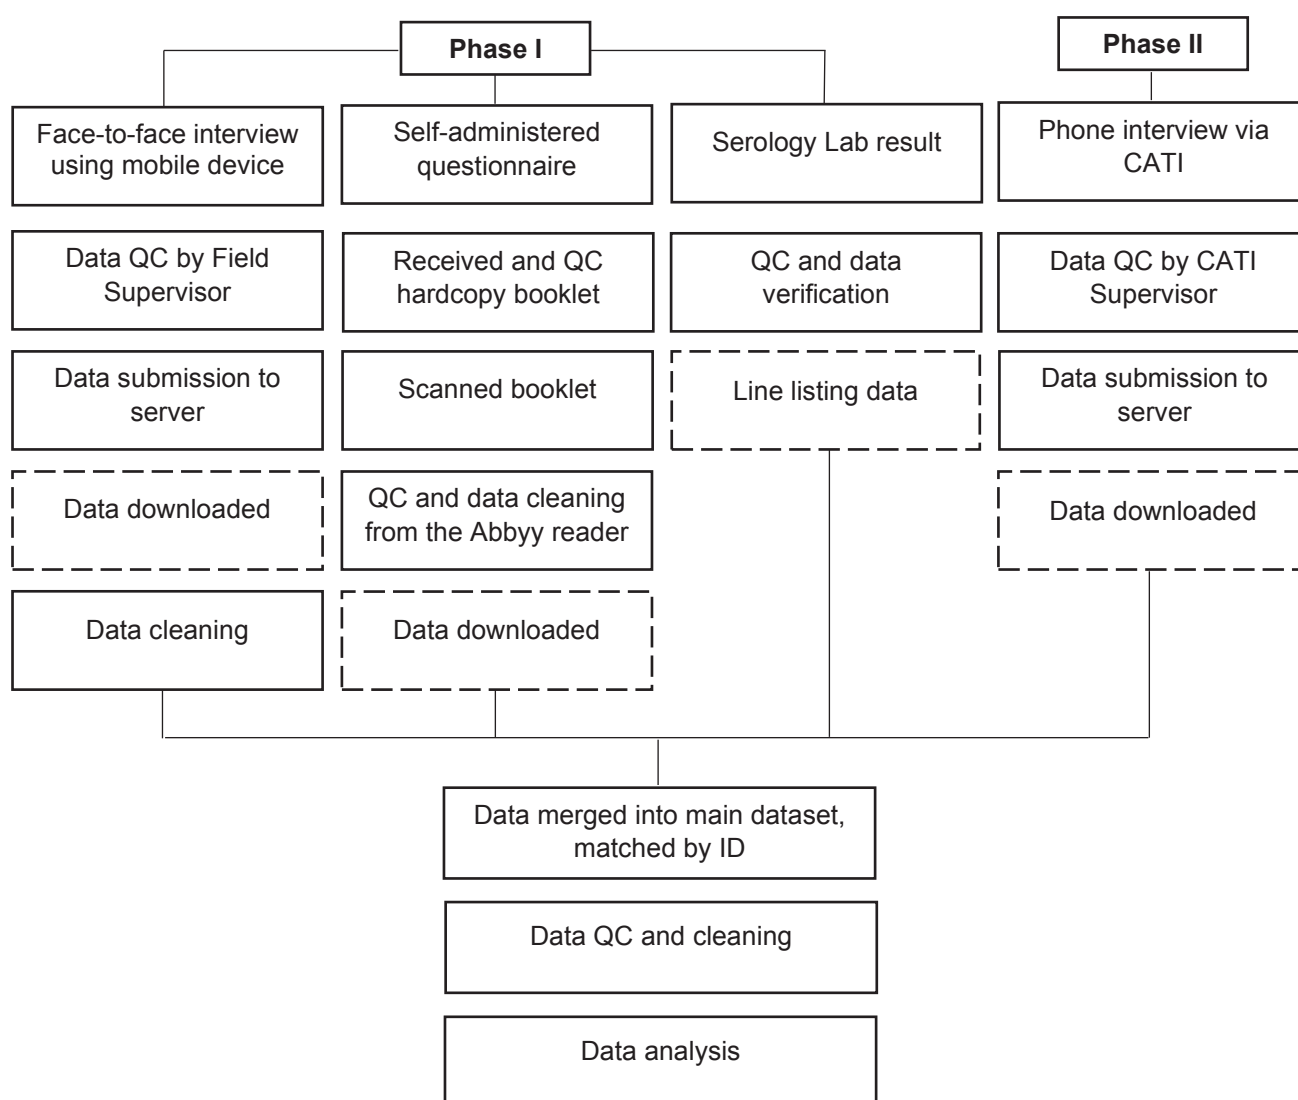 Phase I
Phase II
Face-to-face interview
using mobile device
Self-administered
questionnaire
Serology Lab result
Phone interview via
CATI
Data QC by Field
Supervisor
Received and QC
hardcopy booklet
QC and data
verification
Data QC by CATI
Supervisor
Data submission to
server
Scanned booklet
Line listing data
Data submission to
server
Data downloaded
QC and data cleaning
from the Abbyy reader
Data downloaded
Data cleaning
Data downloaded
Data merged into main dataset,
matched by ID
Data QC and cleaning
Data analysis